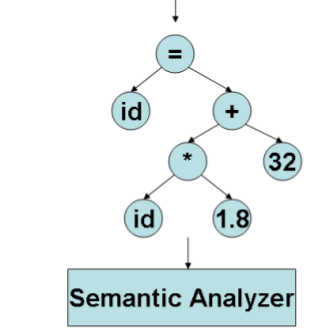 =
id
+
*
32
id
1.8
Semantic Analyzer